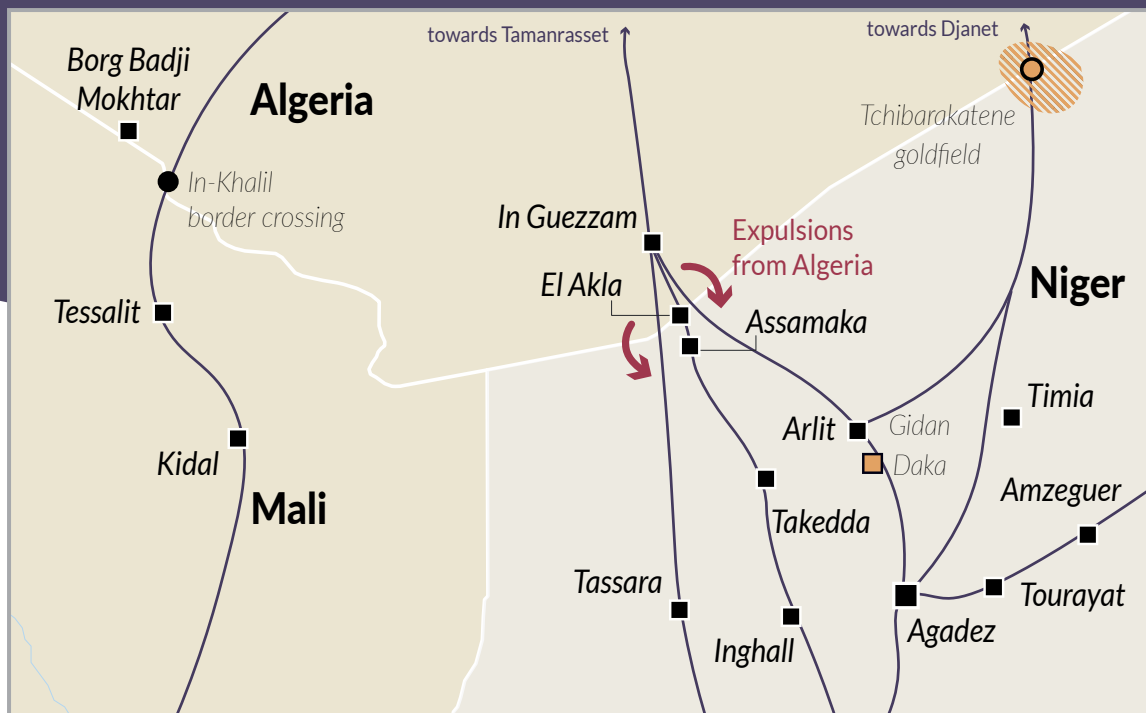 towards Tamanrasset
towards Djanet
Borg Badji
Mokhtar
Algeria
Tchibarakatene
goldfield
In-Khalil
border crossing
In Guezzam
Expulsions
from Algeria
El Akla
Niger
Tessalit
Assamaka
Timia
Arlit
Gidan
Daka
Kidal
Amzeguer
Mali
Takedda
Tassara
Tourayat
Agadez
Inghall